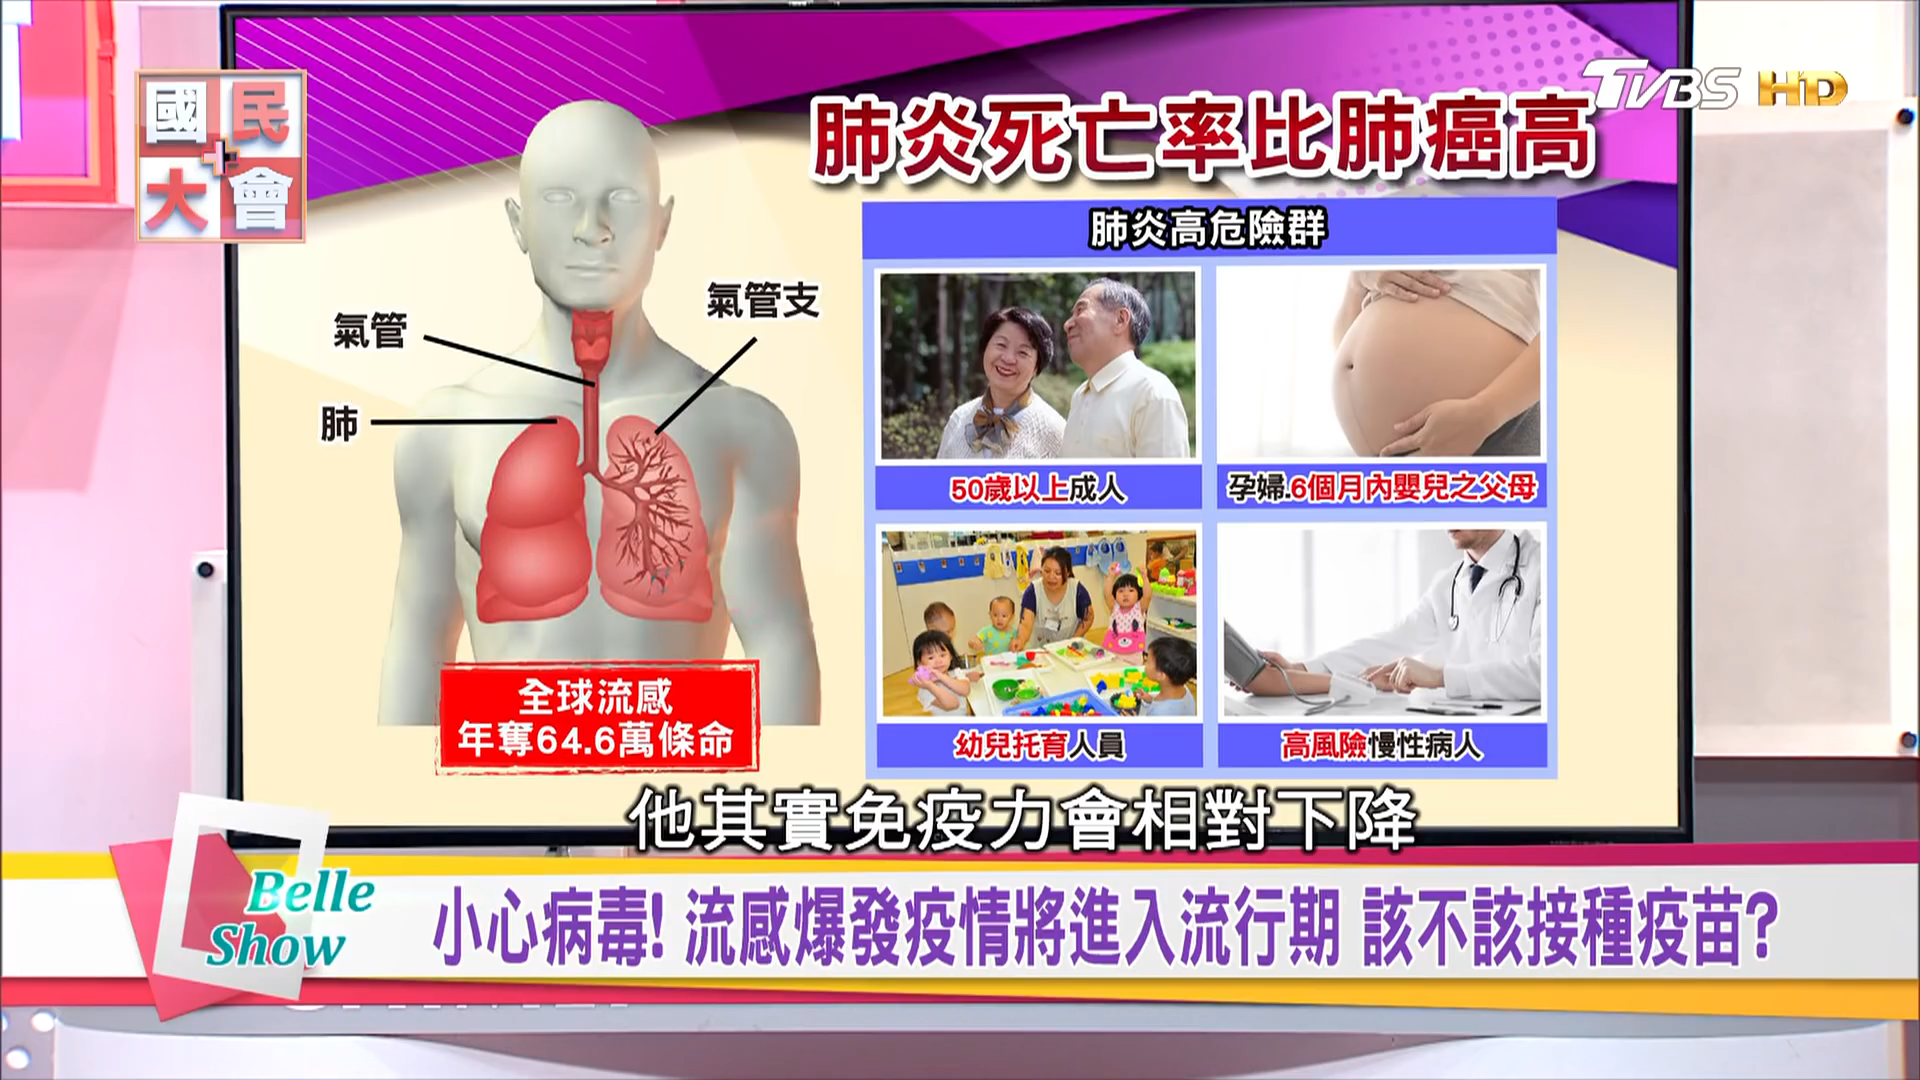 國民
大會
TVBS HD
肺炎死亡率比肺癌高
肺炎高危險群
氣管
氣管支
肺
50歲以上成人
孕婦.6個月內嬰兒之父母
幼兒托育人員
高風險慢性病人
全球流感
年奪64.6萬條命
他其實免疫力會相對下降
Belle
Show
小心病毒! 流感爆發疫情將進入流行期 該不該接種疫苗?